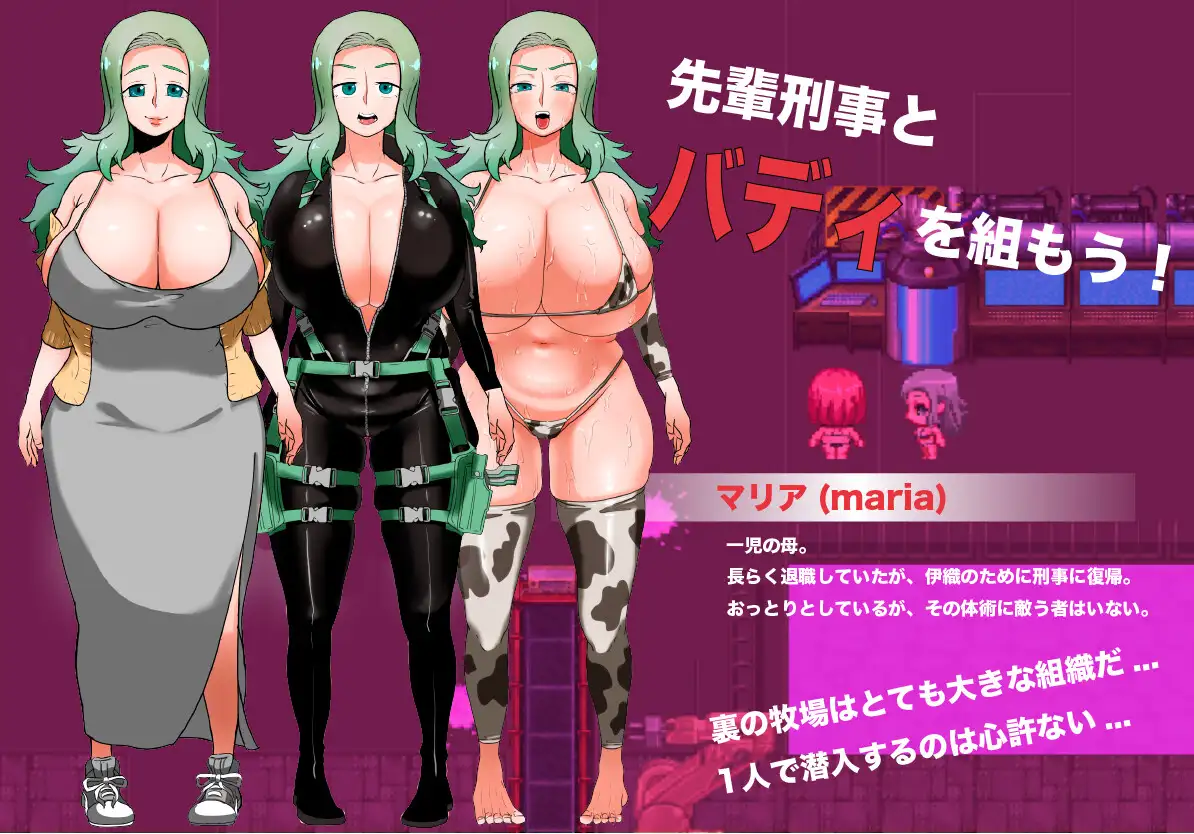 先輩刑事と
バディを組もう!
マリア (maria)
一児の母。
長らく退職していたが、伊織のために刑事に復帰。
おっとりとしているが、その体術に敵う者はいない。
裏の牧場はとても大きな組織だ…
1人で潜入するのは心許ない…